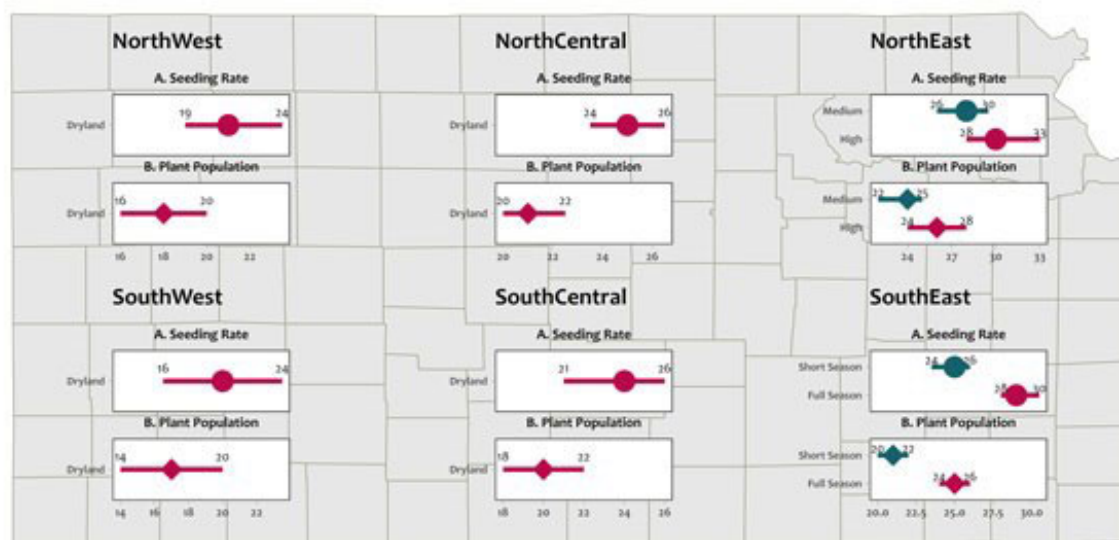 NorthWest
A. Seeding Rate
19 24
Dryland
B. Plant Population
16 20
Dryland
16 18 20 22
NorthCentral
A. Seeding Rate
24 26
Dryland
B. Plant Population
20 22
Dryland
20 22 24 26
NorthEast
A. Seeding Rate
26 30
Medium
28 33
High
B. Plant Population
22 25
Medium
24 28
High
24 27 30 33
SouthWest
A. Seeding Rate
16 24
Dryland
B. Plant Population
14 20
Dryland
14 16 18 20 22
SouthCentral
A. Seeding Rate
21 26
Dryland
B. Plant Population
18 22
Dryland
18 20 22 24 26
SouthEast
A. Seeding Rate
24 26
Short Season
28 30
Full Season
B. Plant Population
20 22
Short Season
24 26
Full Season
20.0 22.5 25.0 27.5 30.0